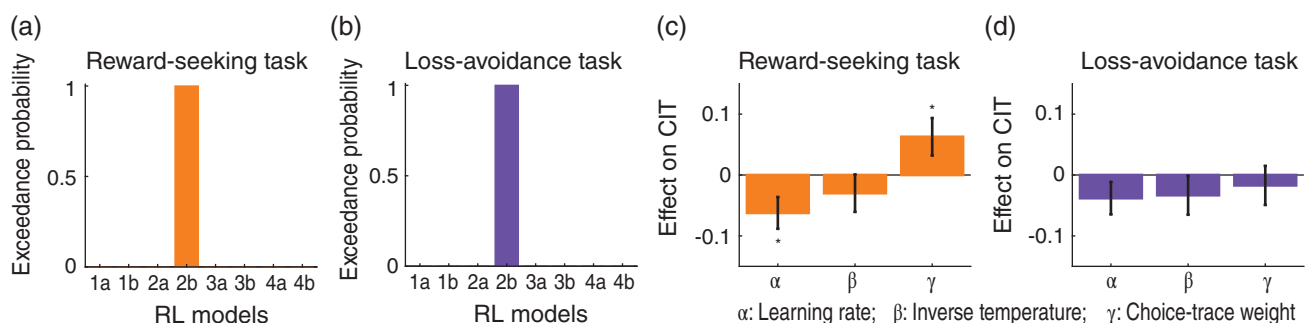 (a)
Reward-seeking task
Exceedance probability
1
0.5
0
1a 1b 2a 2b 3a 3b 4a 4b
RL models
(b)
Loss-avoidance task
Exceedance probability
1
0.5
0
1a 1b 2a 2b 3a 3b 4a 4b
RL models
(c)
Reward-seeking task
Effect on CIT
0.1
0
-0.1
*
*
α β γ
(d)
Loss-avoidance task
Effect on CIT
0.1
0
-0.1
α β γ
α: Learning rate; β: Inverse temperature; γ: Choice-trace weight